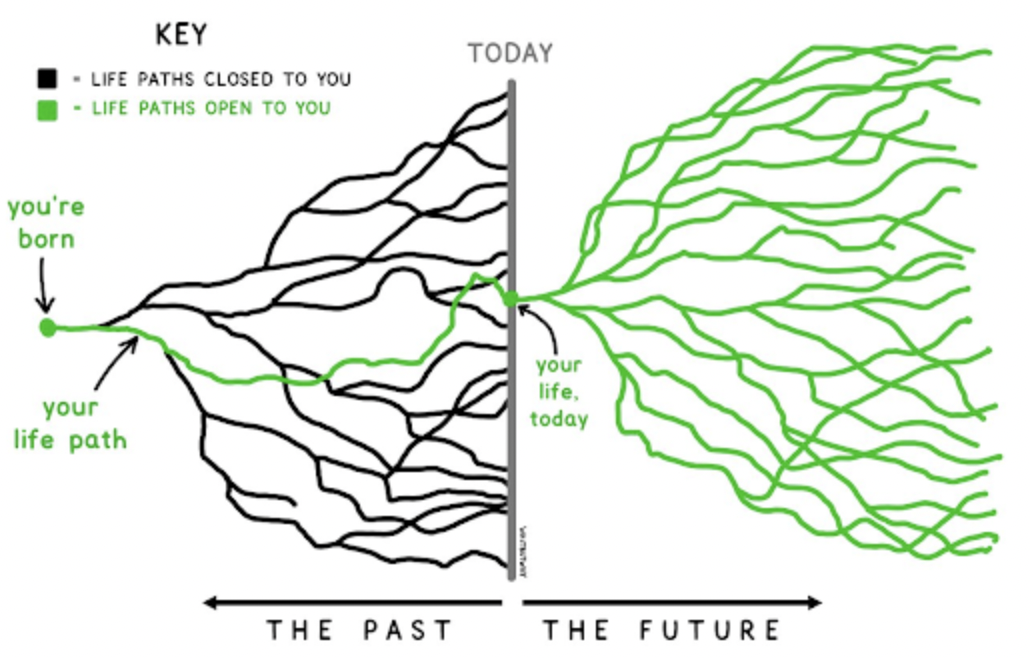 KEY
= LIFE PATHS CLOSED TO YOU
= LIFE PATHS OPEN TO YOU
TODAY
you're
born
your
life path
your
life,
today
THE PAST
THE FUTURE